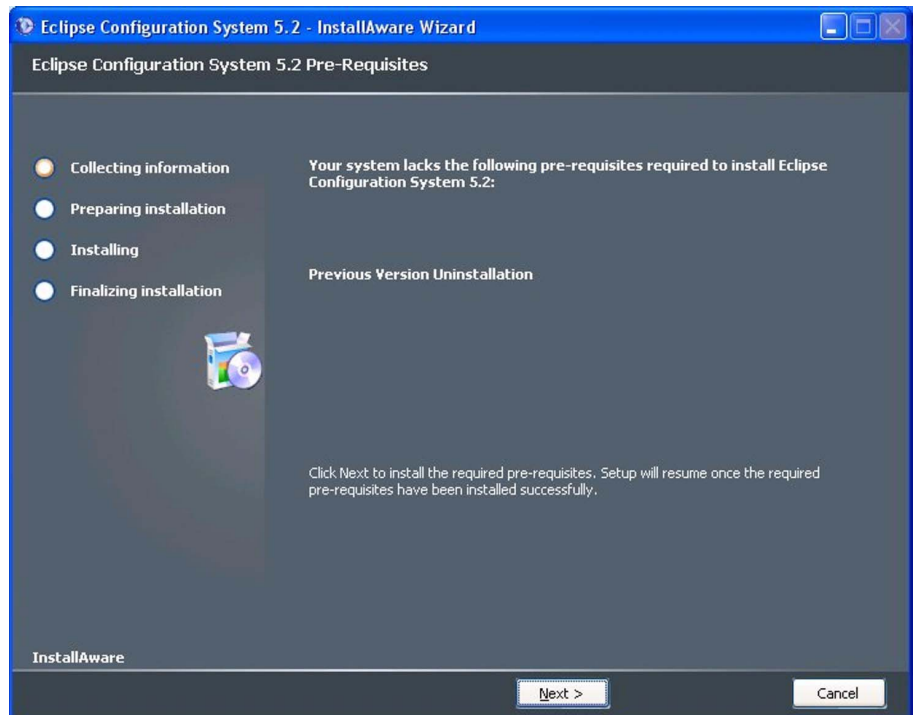 Eclipse Configuration System 5.2 - InstallAware Wizard
Eclipse Configuration System 5.2 Pre-Requisites
Collecting information
Preparing installation
Installing
Finalizing installation
Your system lacks the following pre-requisites required to install Eclipse
Configuration System 5.2:
Previous Version Uninstallation
Click Next to install the required pre-requisites. Setup will resume once the required
pre-requisites have been installed successfully.
InstallAware
Next >
Cancel